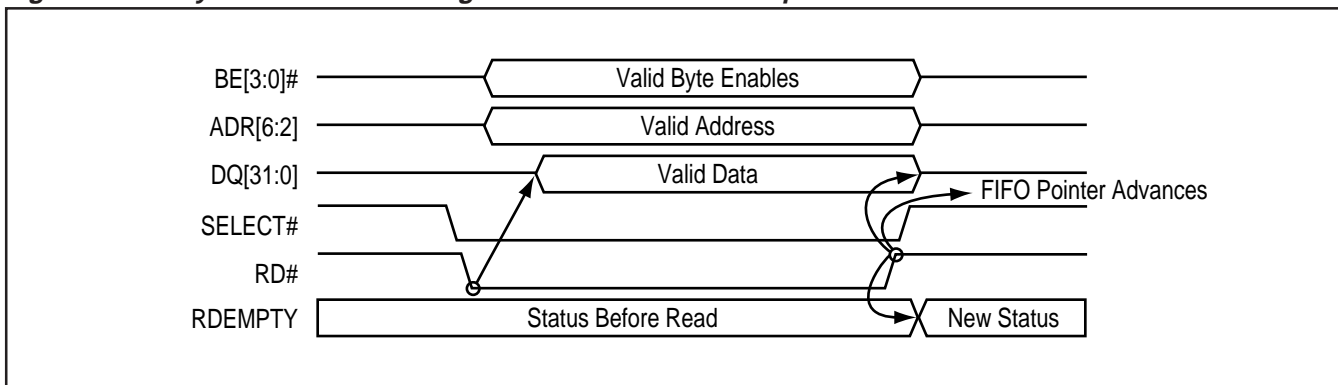 BE[3:0]# Valid Byte Enables
ADR[6:2] Valid Address
DQ[31:0] Valid Data
FIFO Pointer Advances
SELECT#
RD#
RDEMPTY Status Before Read New Status